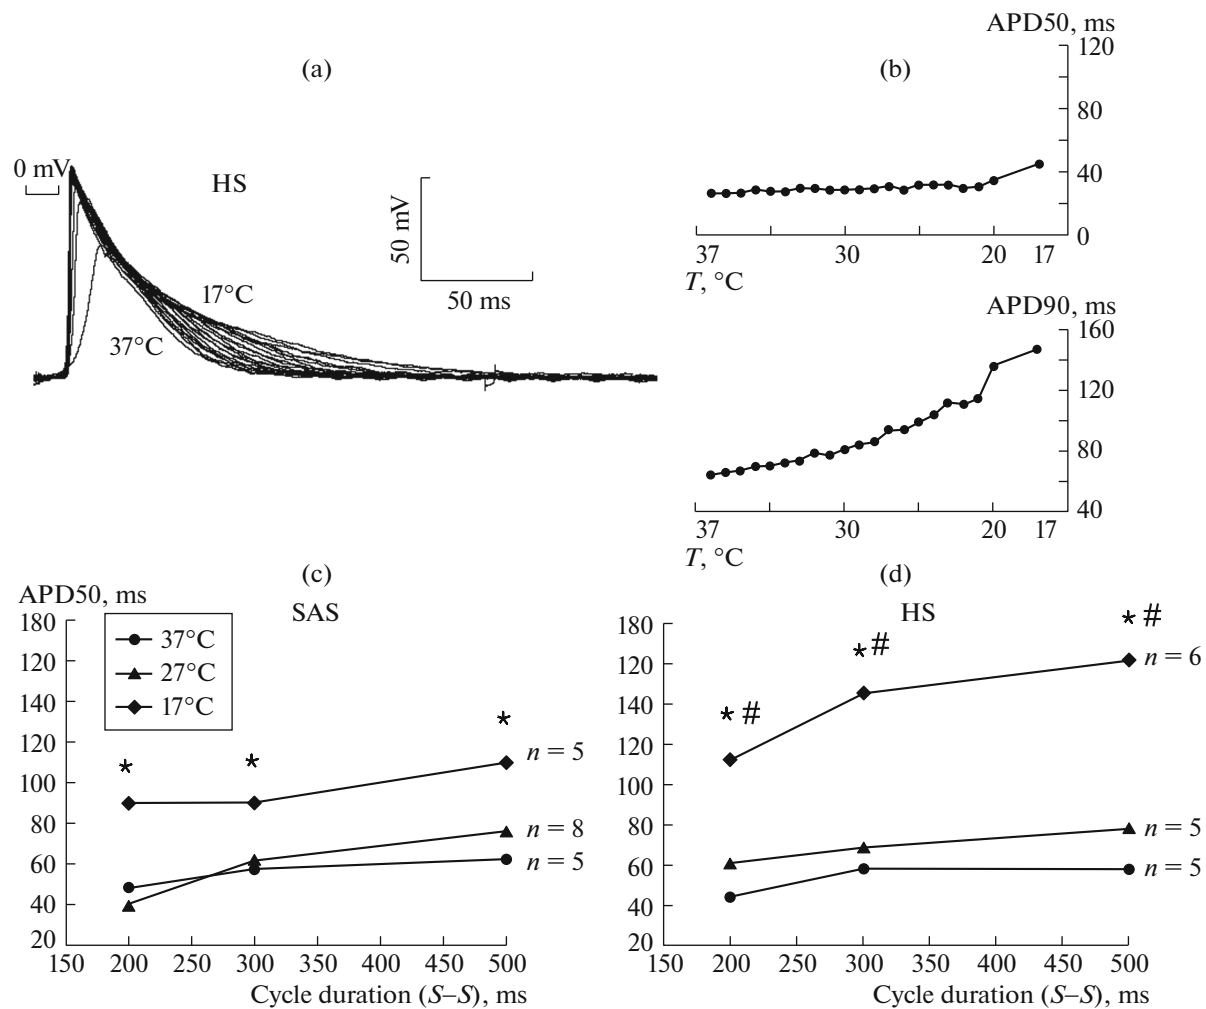 (a)
0 mV
HS
50 mV
50 ms
17°C
37°C
(b)
APD50, ms
120
80
40
0
37 30 20 17
T, °C
APD90, ms
160
120
80
40
37 30 20 17
T, °C
(c)
APD50, ms
SAS
180
120
140
120
100
80
60
40
20
37°C
27°C
17°C
* * *
n = 5
n = 8
n = 5
150 200 250 300 350 400 450 500
Cycle duration (S–S), ms
(d)
HS
180
120
140
120
100
80
60
40
20
* # * # * #
n = 6
n = 5
n = 5
150 200 250 300 350 400 450 500
Cycle duration (S–S), ms